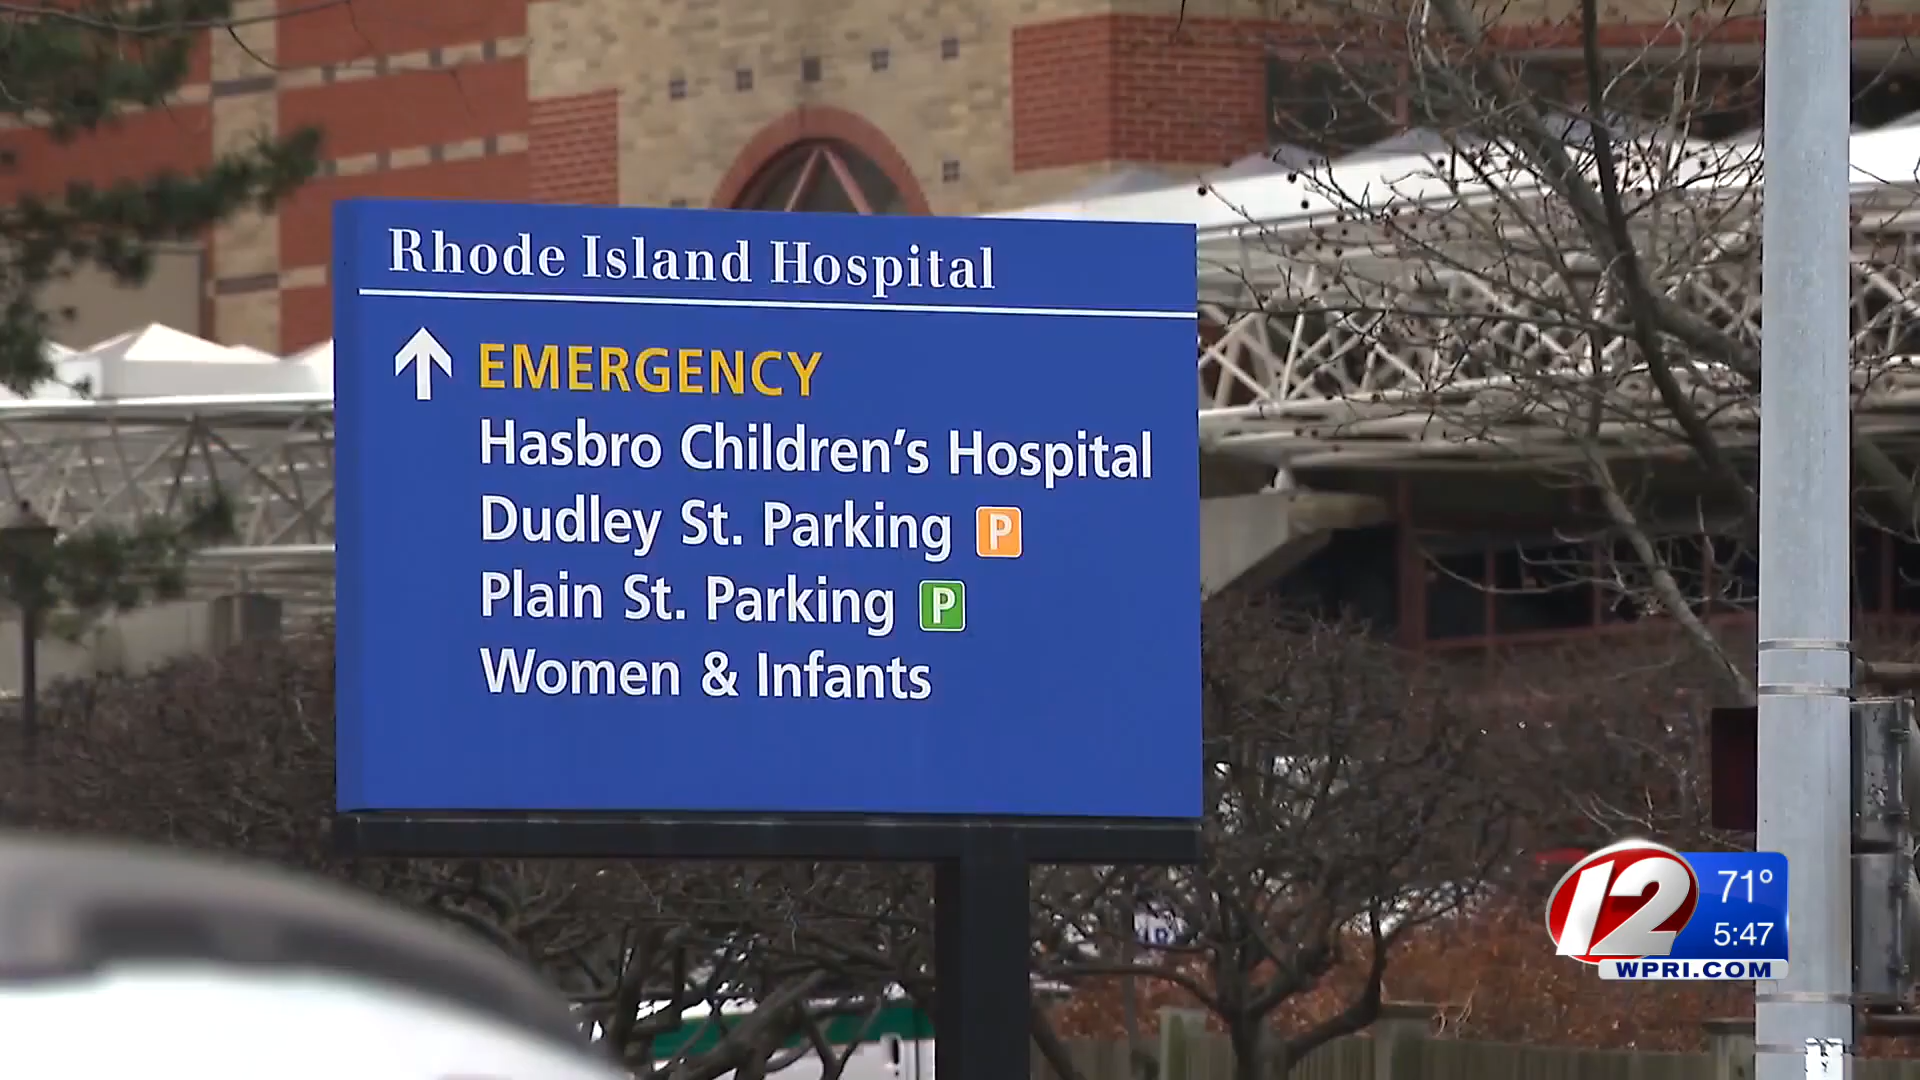 Rhode Island Hospital
EMERGENCY
Hasbro Children's Hospital
Dudley St. Parking P
Plain St. Parking P
Women & Infants
12
71°
5:47
WPRI.COM